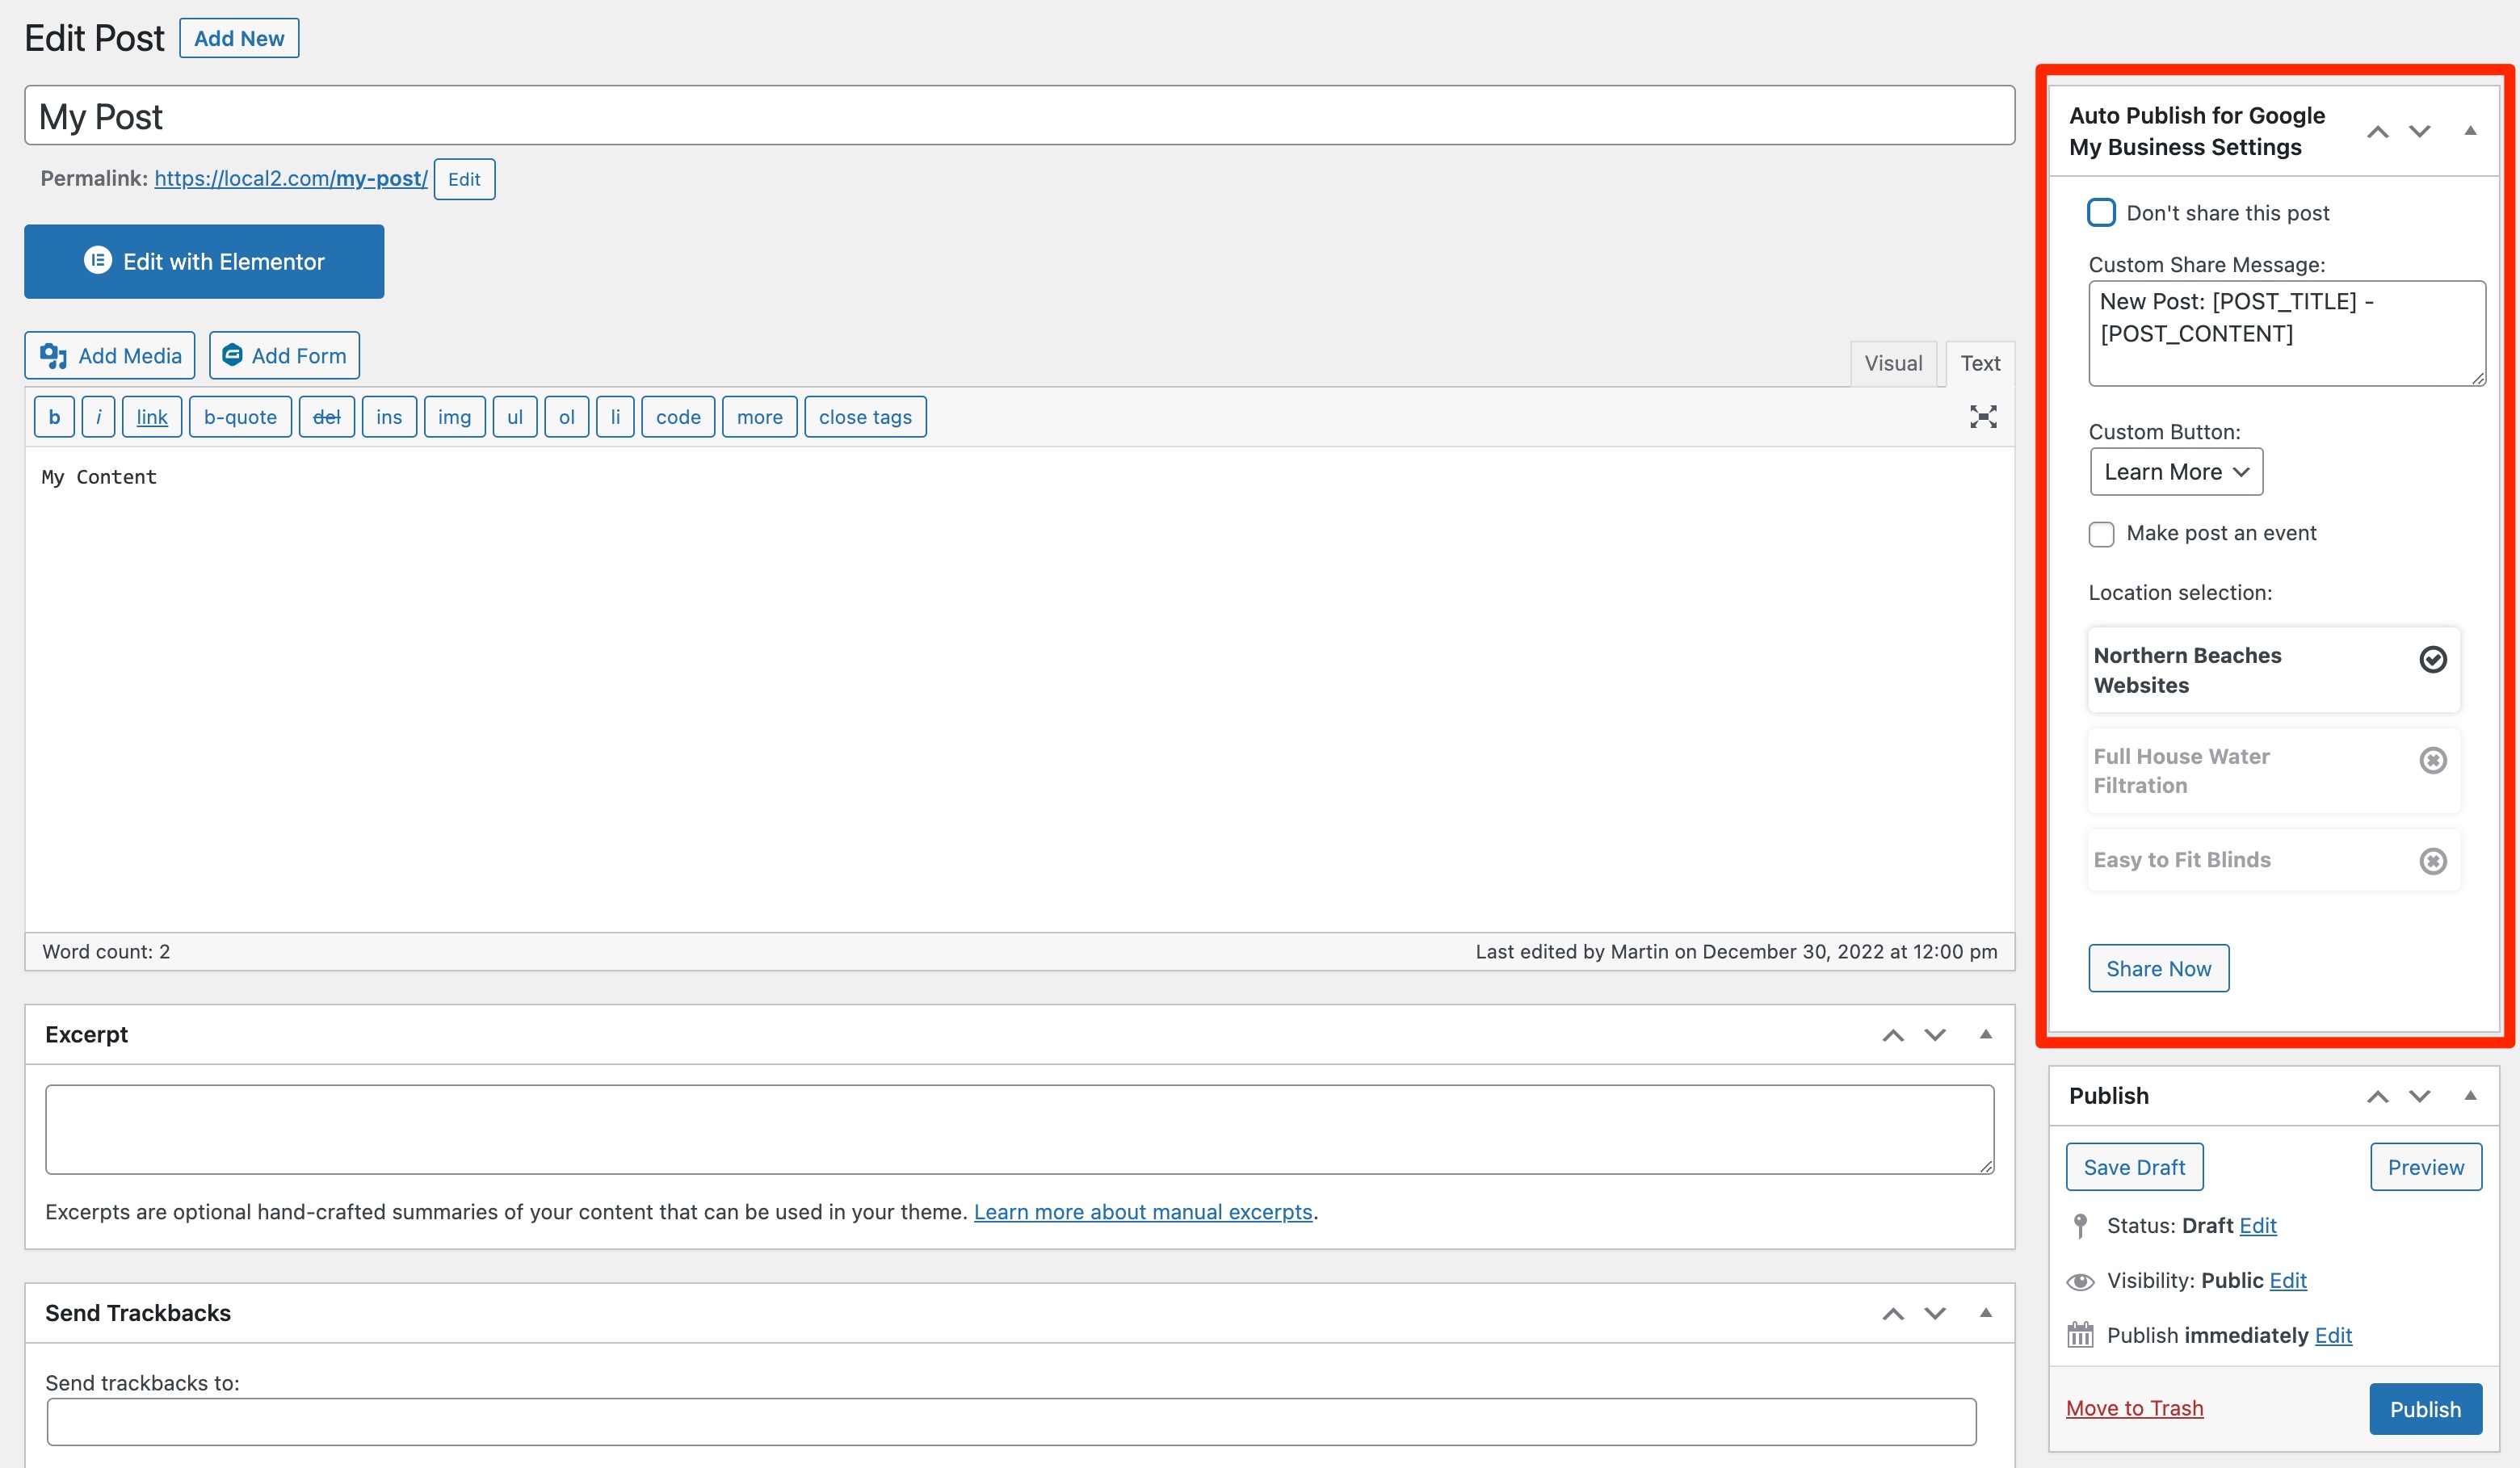 Edit Post
Add New
My Post
Permalink: https://local2.com/my-post/ Edit
Edit with Elementor
Add Media
Add Form
Visual
Text
b
i
link
b-quote
del
ins
img
ul
ol
li
code
more
close tags
My Content
Word count: 2
Last edited by Martin on December 30, 2022 at 12:00 pm
Excerpt
Excerpts are optional hand-crafted summaries of your content that can be used in your theme. Learn more about manual excerpts.
Send Trackbacks
Send trackbacks to:
Auto Publish for Google
My Business Settings
Don't share this post
Custom Share Message:
New Post: [POST_TITLE] -
[POST_CONTENT]
Custom Button:
Learn More
Make post an event
Location selection:
Northern Beaches
Websites
Full House Water
Filtration
Easy to Fit Blinds
Share Now
Publish
Save Draft
Preview
Status: Draft Edit
Visibility: Public Edit
Publish immediately Edit
Move to Trash
Publish